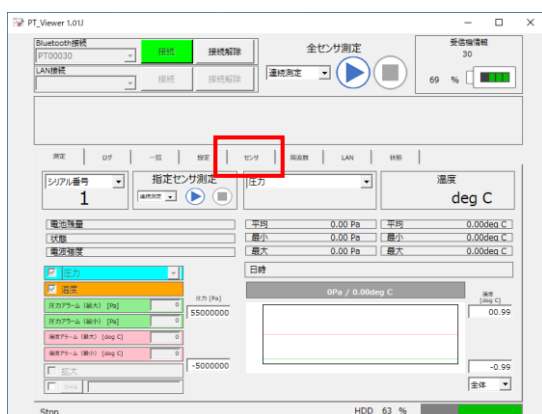 PT_Viewer 1.01J
Bluetooth接続
PT00030
接続
接続解除
LAN接続
接続
接続解除
全センサ測定
連続測定
受信機情報
30
69 %
測定 ログ 一覧 設定 センサ 周波数 LAN 状態
シリアル番号
1
指定センサ測定
連続測定
圧力
温度
deg C
電池残量
状態
電波強度
平均 0.00 Pa
最小 0.00 Pa
最大 0.00 Pa
平均 0.00deg C
最小 0.00deg C
最大 0.00deg C
日時
圧力
温度
圧力アラーム (最大) [Pa] 0
圧力アラーム (最小) [Pa] 0
温度アラーム (最大) [deg C] 0
温度アラーム (最小) [deg C] 0
拡大
圧力 [Pa]
55000000
-5000000
0Pa / 0.00deg C
温度
[deg C]
00.99
-0.99
全体
Stop
HDD 63 %